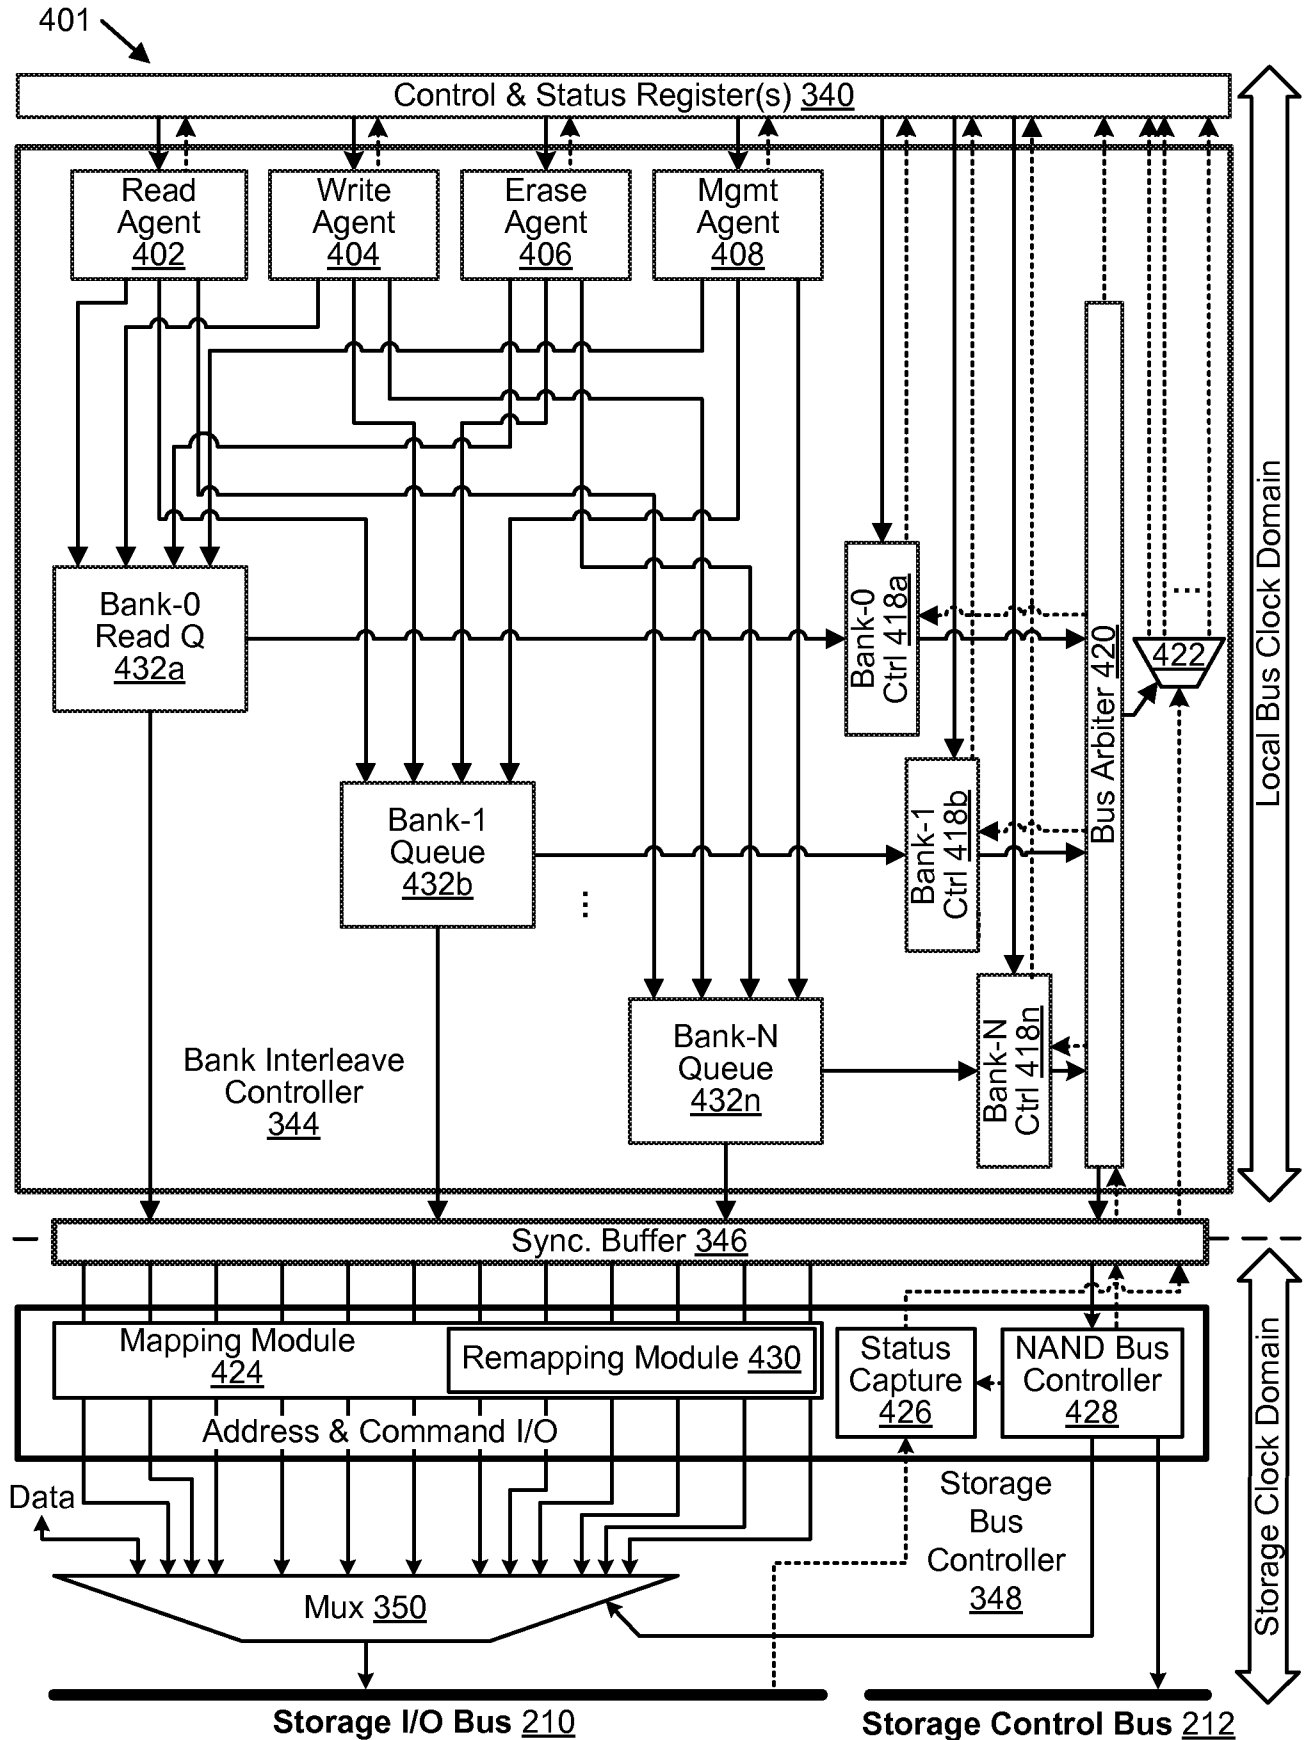 401
Control & Status Register(s) 340
Read
Agent
402
Write
Agent
404
Erase
Agent
406
Mgmt
Agent
408
Local Bus Clock Domain
Bank-0
Read Q
432a
Bank-0
Ctrl 418a
Bus Arbiter 420
...
422
Bank-1
Queue
432b
...
Bank-1
Ctrl 418b
Bank-N
Queue
432n
Bank-N
Ctrl 418n
Bank Interleave
Controller
344
Sync. Buffer 346
Mapping Module
424
Remapping Module 430
Status
Capture
426
NAND Bus
Controller
428
Address & Command I/O
Storage Clock Domain
Data
Storage
Bus
Controller
348
Mux 350
Storage I/O Bus 210
Storage Control Bus 212